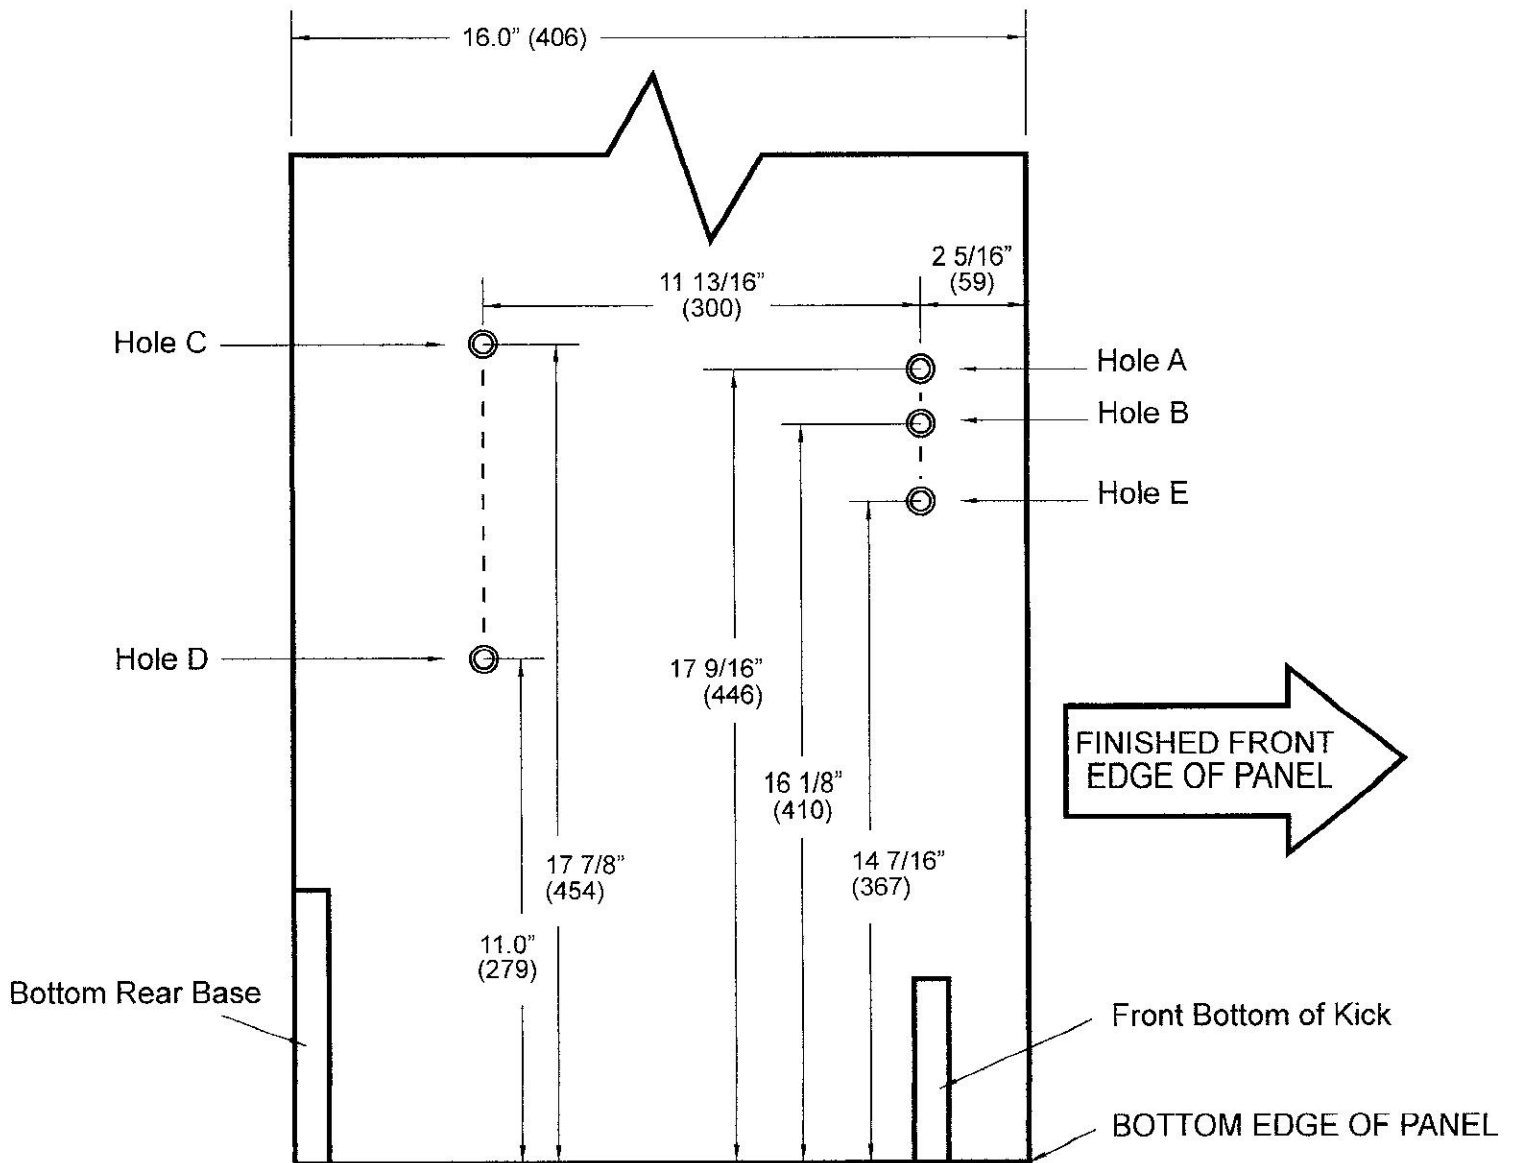 16.0” (406)
2 5/16”
(59)
11 13/16”
(300)
Hole C
Hole A
Hole B
Hole E
Hole D
17 9/16”
(446)
FINISHED FRONT
EDGE OF PANEL
16 1/8”
(410)
17 7/8”
(454)
14 7/16”
(367)
11.0”
(279)
Bottom Rear Base
Front Bottom of Kick
BOTTOM EDGE OF PANEL